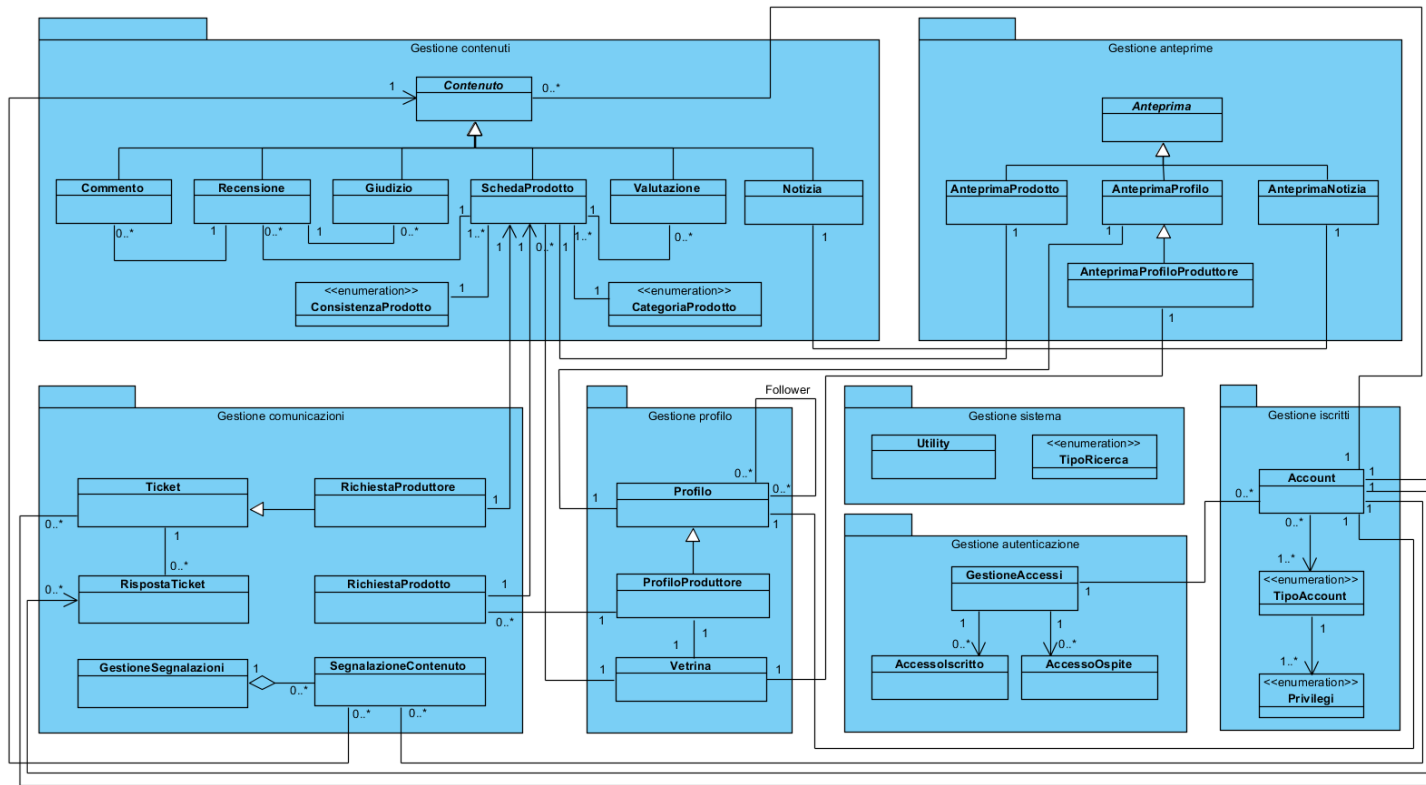 Gestione contenuti
Contenuto
1
0..*
Commento
Recensione
Giudizio
SchedaProdotto
Valutazione
Notizia
0..*
1
0..*
1
0..*
1
1..*
1
1
0..*
1
1..*
1
0..*
1
<<enumeration>>
ConsistenzaProdotto
1
<<enumeration>>
CategoriaProdotto
1
Gestione anteprime
Anteprima
AnteprimaProdotto
AnteprimaProfilo
AnteprimaNotizia
1
1
1
AnteprimaProfiloProduttore
1
Gestione comunicazioni
Ticket
RichiestaProduttore
0..*
1
1
0..*
RispostaTicket
0..*
RichiestaProdotto
1
0..*
GestioneSegnalazioni
1
0..*
SegnalazioneContenuto
0..*
0..*
Gestione profilo
Follower
0..*
0..*
Profilo
1
1
ProfiloProduttore
1
1
1
Vetrina
1
1
Gestione sistema
Utility
<<enumeration>>
TipoRicerca
Gestione autenticazione
GestioneAccessi
1
1
1
0..*
0..*
AccessoIscritto
AccessoOspite
Gestione iscritti
1
Account
0..*
1
1
1
1
0..*
1..*
<<enumeration>>
TipoAccount
1
1..*
<<enumeration>>
Privilegi